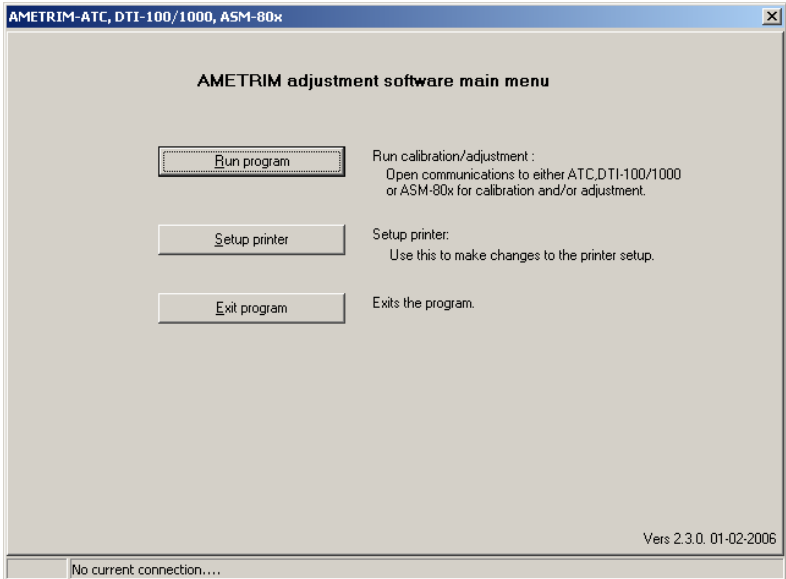 AMETRIM-ATC, DTI-100/1000, ASM-80x
AMETRIM adjustment software main menu
Run program
Run calibration/adjustment :
Open communications to either ATC,DTI-100/1000
or ASM-80x for calibration and/or adjustment.
Setup printer
Setup printer:
Use this to make changes to the printer setup.
Exit program
Exits the program.
Vers 2.3.0. 01-02-2006
No current connection....